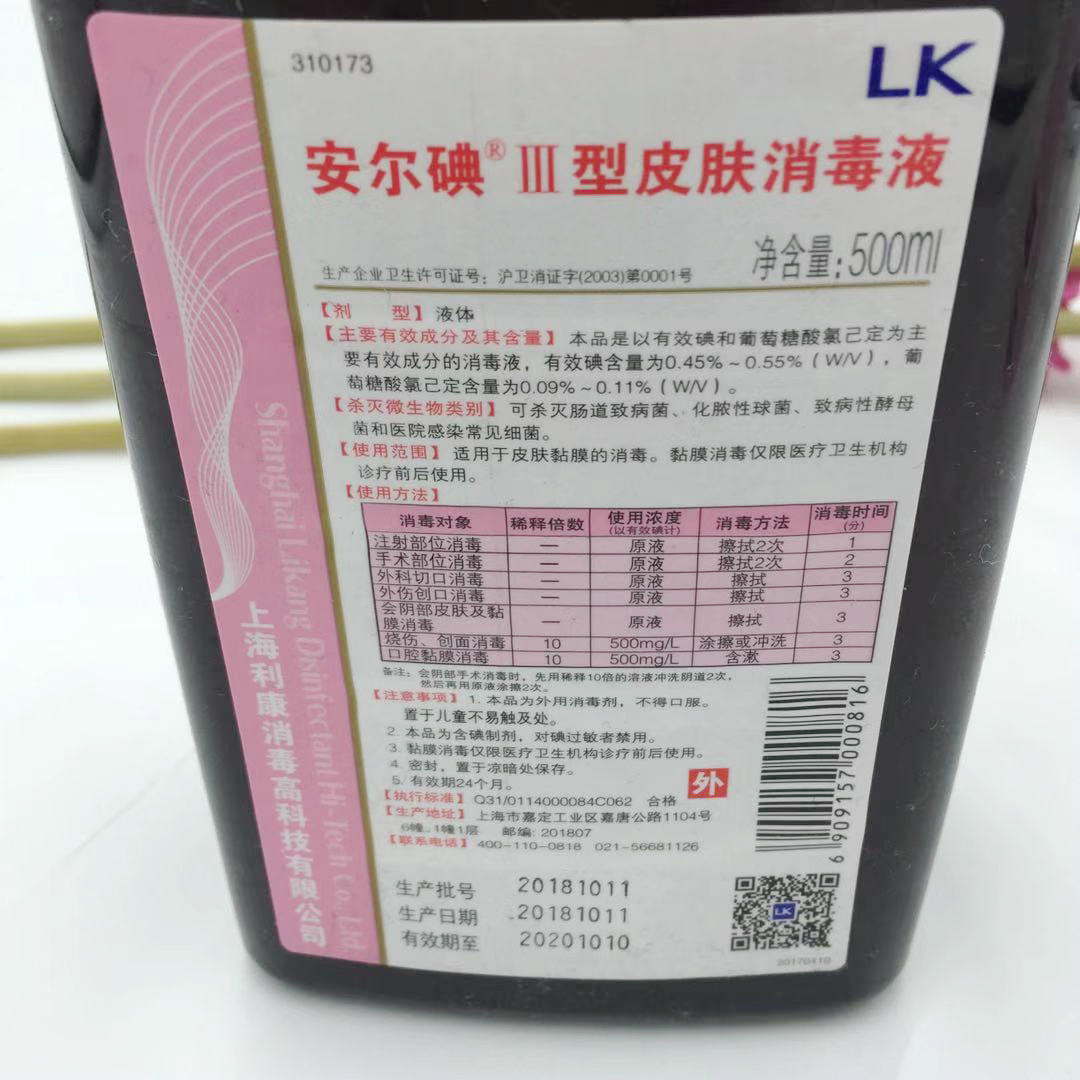 310173
LK
安尔碘® III型皮肤消毒液
净含量:500ml
生产企业卫生许可证号：沪卫消证字(2003)第0001号
【剂 型】液体
【主要有效成分及其含量】本品是以有效碘和葡萄糖酸氯己定为主
要有效成分的消毒液，有效碘含量为0.45%~0.55%（W/V），葡
萄糖酸氯己定含量为0.09%~0.11%（W/V）。
【杀灭微生物类别】可杀灭肠道致病菌、化脓性球菌、致病性酵母
菌和医院感染常见细菌。
【使用范围】适用于皮肤黏膜的消毒。黏膜消毒仅限医疗卫生机构
诊疗前后使用。
【使用方法】
消毒对象 稀释倍数 使用浓度(以有效碘计) 消毒方法 消毒时间(分)
注射部位消毒 — 原液 擦拭2次 1
手术部位消毒 — 原液 擦拭2次 2
外科切口消毒 — 原液 擦拭 3
外伤创口消毒 — 原液 擦拭 3
会阴部皮肤及黏膜消毒 — 原液 擦拭 3
烧伤、创面消毒 10 500mg/L 涂擦或冲洗 3
口腔黏膜消毒 10 500mg/L 含漱 3
备注：会阴部手术消毒时，先用稀释10倍的溶液冲洗阴道2次，
然后再用原液涂擦2次。
【注意事项】1. 本品为外用消毒剂，不得口服。
置于儿童不易触及处。
2. 本品为含碘制剂，对碘过敏者禁用。
3. 黏膜消毒仅限医疗卫生机构诊疗前后使用。
4. 密封，置于凉暗处保存。
5. 有效期24个月。
外
【执行标准】Q31/0114000084C062 合格
【生产地址】上海市嘉定工业区嘉唐公路1104号
6幢、1幢1层 邮编：201807
【联系电话】400-110-0818 021-56681126
生产批号 20181011
生产日期 20181011
有效期至 20201010
6 909157 000816
LK
20170410
Shanghai Likang Disinfectant Hi-Tech Co., Ltd
上海利康消毒高科技有限公司